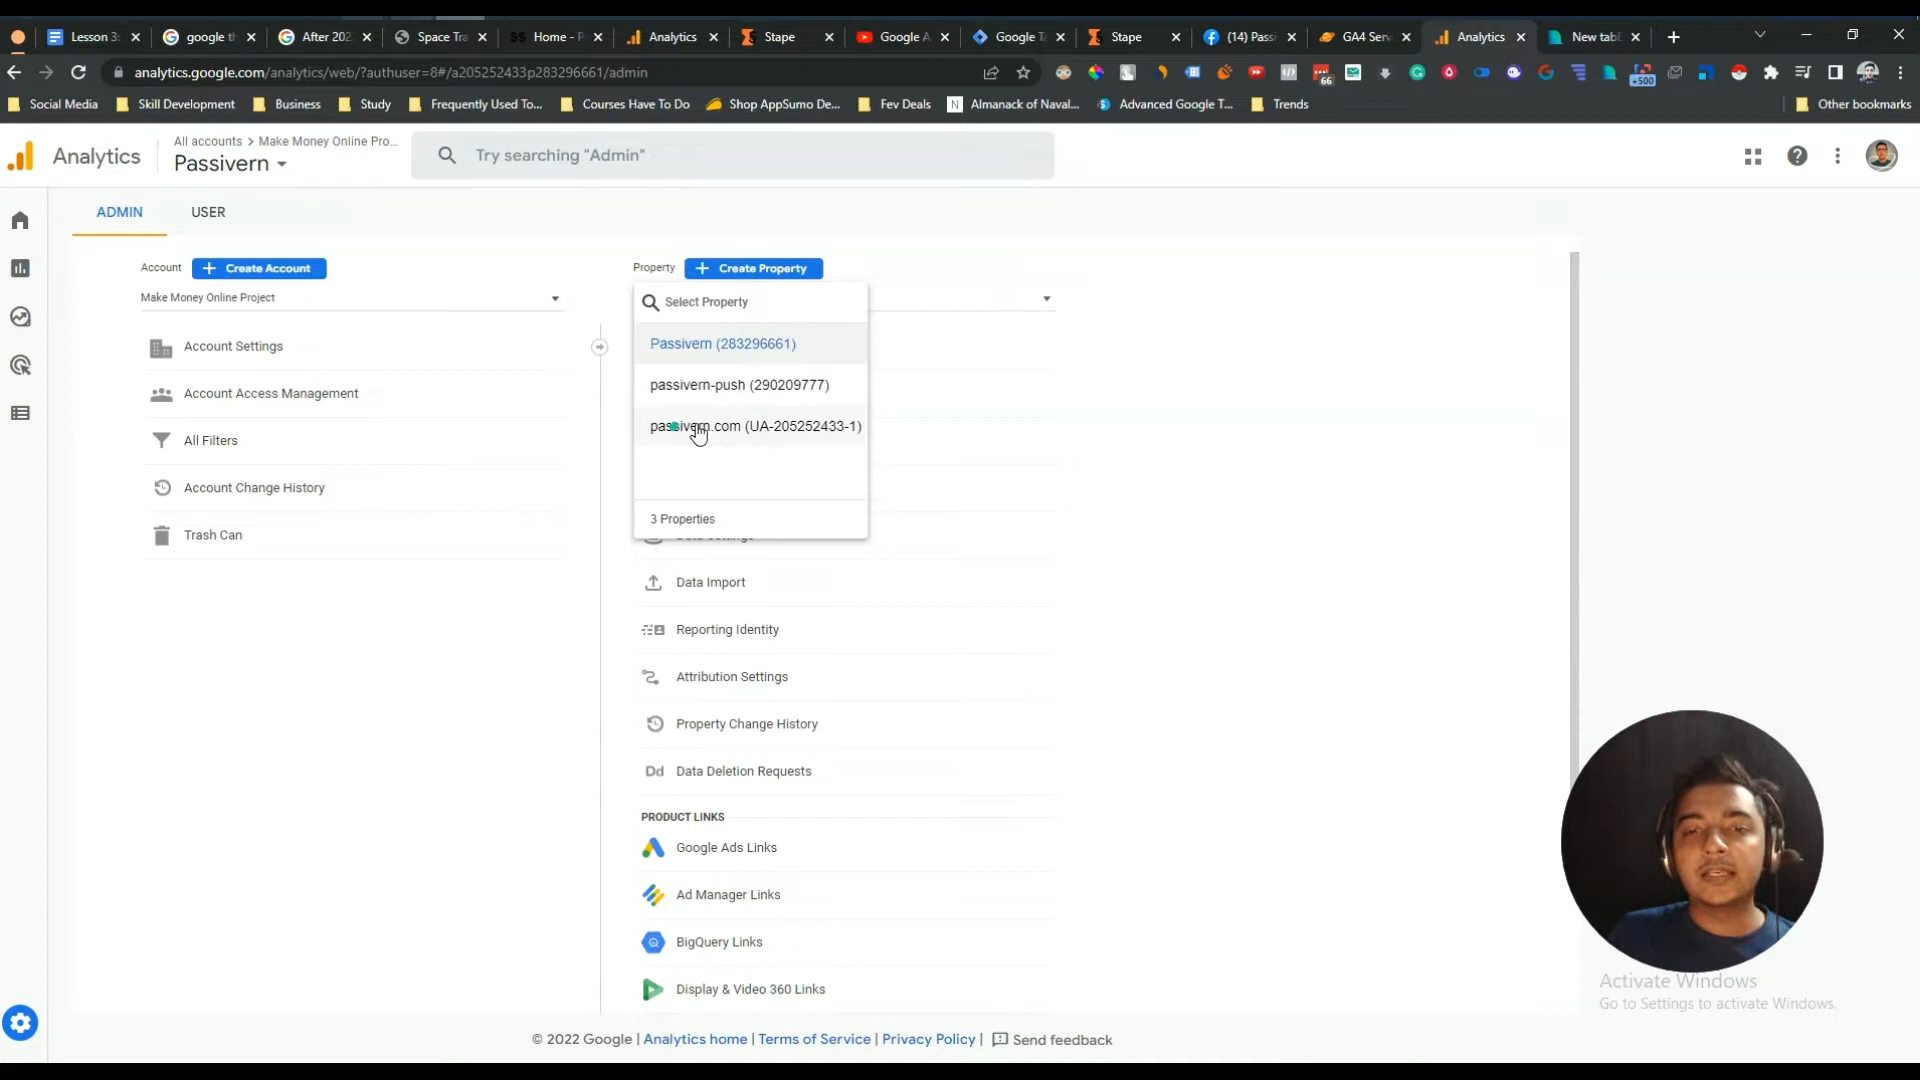 Lesson 3:
google th
After 202
Space Tra
Home - P
Analytics
Stape
Google A
Google Ta
Stape
(14) Passi
GA4 Serv
Analytics
New tab
analytics.google.com/analytics/web/?authuser=8#/a205252433p283296661/admin
66
+500
Social Media
Skill Development
Business
Study
Frequently Used To...
Courses Have To Do
Shop AppSumo De...
Fev Deals
Almanack of Naval...
Advanced Google T...
Trends
Other bookmarks
Analytics
All accounts > Make Money Online Pro...
Passivern
Try searching "Admin"
ADMIN
USER
Account
+ Create Account
Make Money Online Project
Account Settings
Account Access Management
All Filters
Account Change History
Trash Can
Property
+ Create Property
Select Property
Passivern (283296661)
passivern-push (290209777)
passivern.com (UA-205252433-1)
3 Properties
Data Settings
Data Import
Reporting Identity
Attribution Settings
Property Change History
Dd Data Deletion Requests
PRODUCT LINKS
Google Ads Links
Ad Manager Links
BigQuery Links
Display & Video 360 Links
© 2022 Google | Analytics home | Terms of Service | Privacy Policy | Send feedback
Activate Windows
Go to Settings to activate Windows.